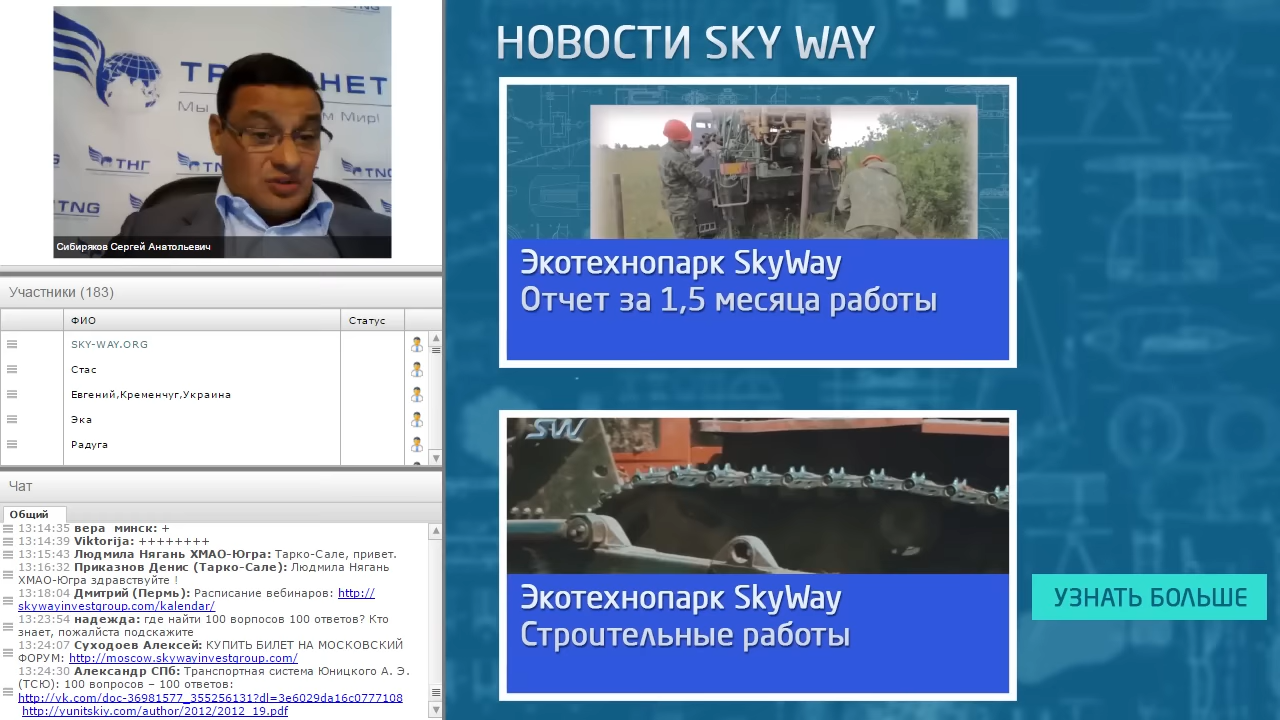 ТНГ
TNG
TNG
Сибиряков Сергей Анатольевич
Участники (183)
ФИО
Статус
SKY-WAY.ORG
Стас
Евгений,Кременчуг,Украина
Эка
Радуга
Чат
Общий
13:14:35 вера минск: +
13:14:39 Viktorija: ++++++++
13:15:43 Людмила Нягань ХМАО-Югра: Тарко-Сале, привет.
13:16:32 Приказнов Денис (Тарко-Сале): Людмила Нягань
ХМАО-Югра здравствуйте !
13:18:04 Дмитрий (Пермь): Расписание вебинаров: http://
skywayinvestgroup.com/kalendar/
13:23:54 надежда: где найти 100 ворпосов 100 ответов? Кто
знает, пожалйста подскажите
13:24:07 Суходоев Алексей: КУПИТЬ БИЛЕТ НА МОСКОВСКИЙ
ФОРУМ: http://moscow.skywayinvestgroup.com/
13:24:30 Александр СПб: Транспортная система Юницкого А. Э.
(ТСЮ): 100 вопросов – 100 ответов:
http://vk.com/doc-36981577_355256131?dl=3e6029da16c0777108
http://yunitskiy.com/author/2012/2012_19.pdf
НОВОСТИ SKY WAY
Экотехнопарк SkyWay
Отчет за 1,5 месяца работы
SW
Экотехнопарк SkyWay
Строительные работы
УЗНАТЬ БОЛЬШЕ